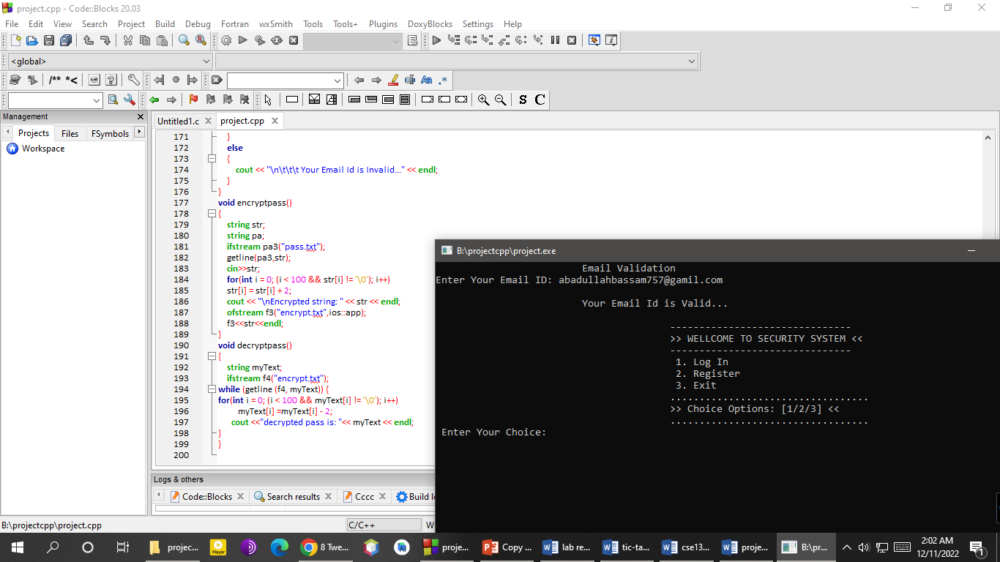 project.cpp - Code::Blocks 20.03
File Edit View Search Project Build Debug Fortran wxSmith Tools Tools+ Plugins DoxyBlocks Settings Help
<global>
/** *<
Aa .*
S C
Management
Projects Files FSymbols
Workspace
Untitled1.c project.cpp
171 }
172 else
173 {
174 cout << "\n\t\t\t Your Email Id is Invalid..." << endl;
175 }
176 }
177 void encryptpass()
178 {
179 string str;
180 string pa;
181 ifstream pa3("pass.txt");
182 getline(pa3,str);
183 cin>>str;
184 for(int i = 0; (i < 100 && str[i] != '\0'); i++)
185 str[i] = str[i] + 2;
186 cout << "\nEncrypted string: " << str << endl;
187 ofstream f3("encrypt.txt",ios::app);
188 f3<<str<<endl;
189 }
190 void decryptpass()
191 {
192 string myText;
193 ifstream f4("encrypt.txt");
194 while (getline (f4, myText)) {
195 for(int i = 0; (i < 100 && myText[i] != '\0'); i++)
196 myText[i] =myText[i] - 2;
197 cout <<"decrypted pass is: "<< myText << endl;
198 }
199 }
200
B:\projectcpp\project.exe
Email Validation
Enter Your Email ID: abadullahbassam757@gamil.com
Your Email Id is Valid...
-------------------------------
>> WELLCOME TO SECURITY SYSTEM <<
-------------------------------
1. Log In
2. Register
3. Exit
..................................
>> Choice Options: [1/2/3] <<
..................................
Enter Your Choice:
Logs & others
Code::Blocks Search results Cccc Build l
B:\projectcpp\project.cpp C/C++ W
projec... Player 8 Twe... proje... Copy ... lab re... tic-ta... cse13... proje... B:\pr...
2:02 AM
12/11/2022
1